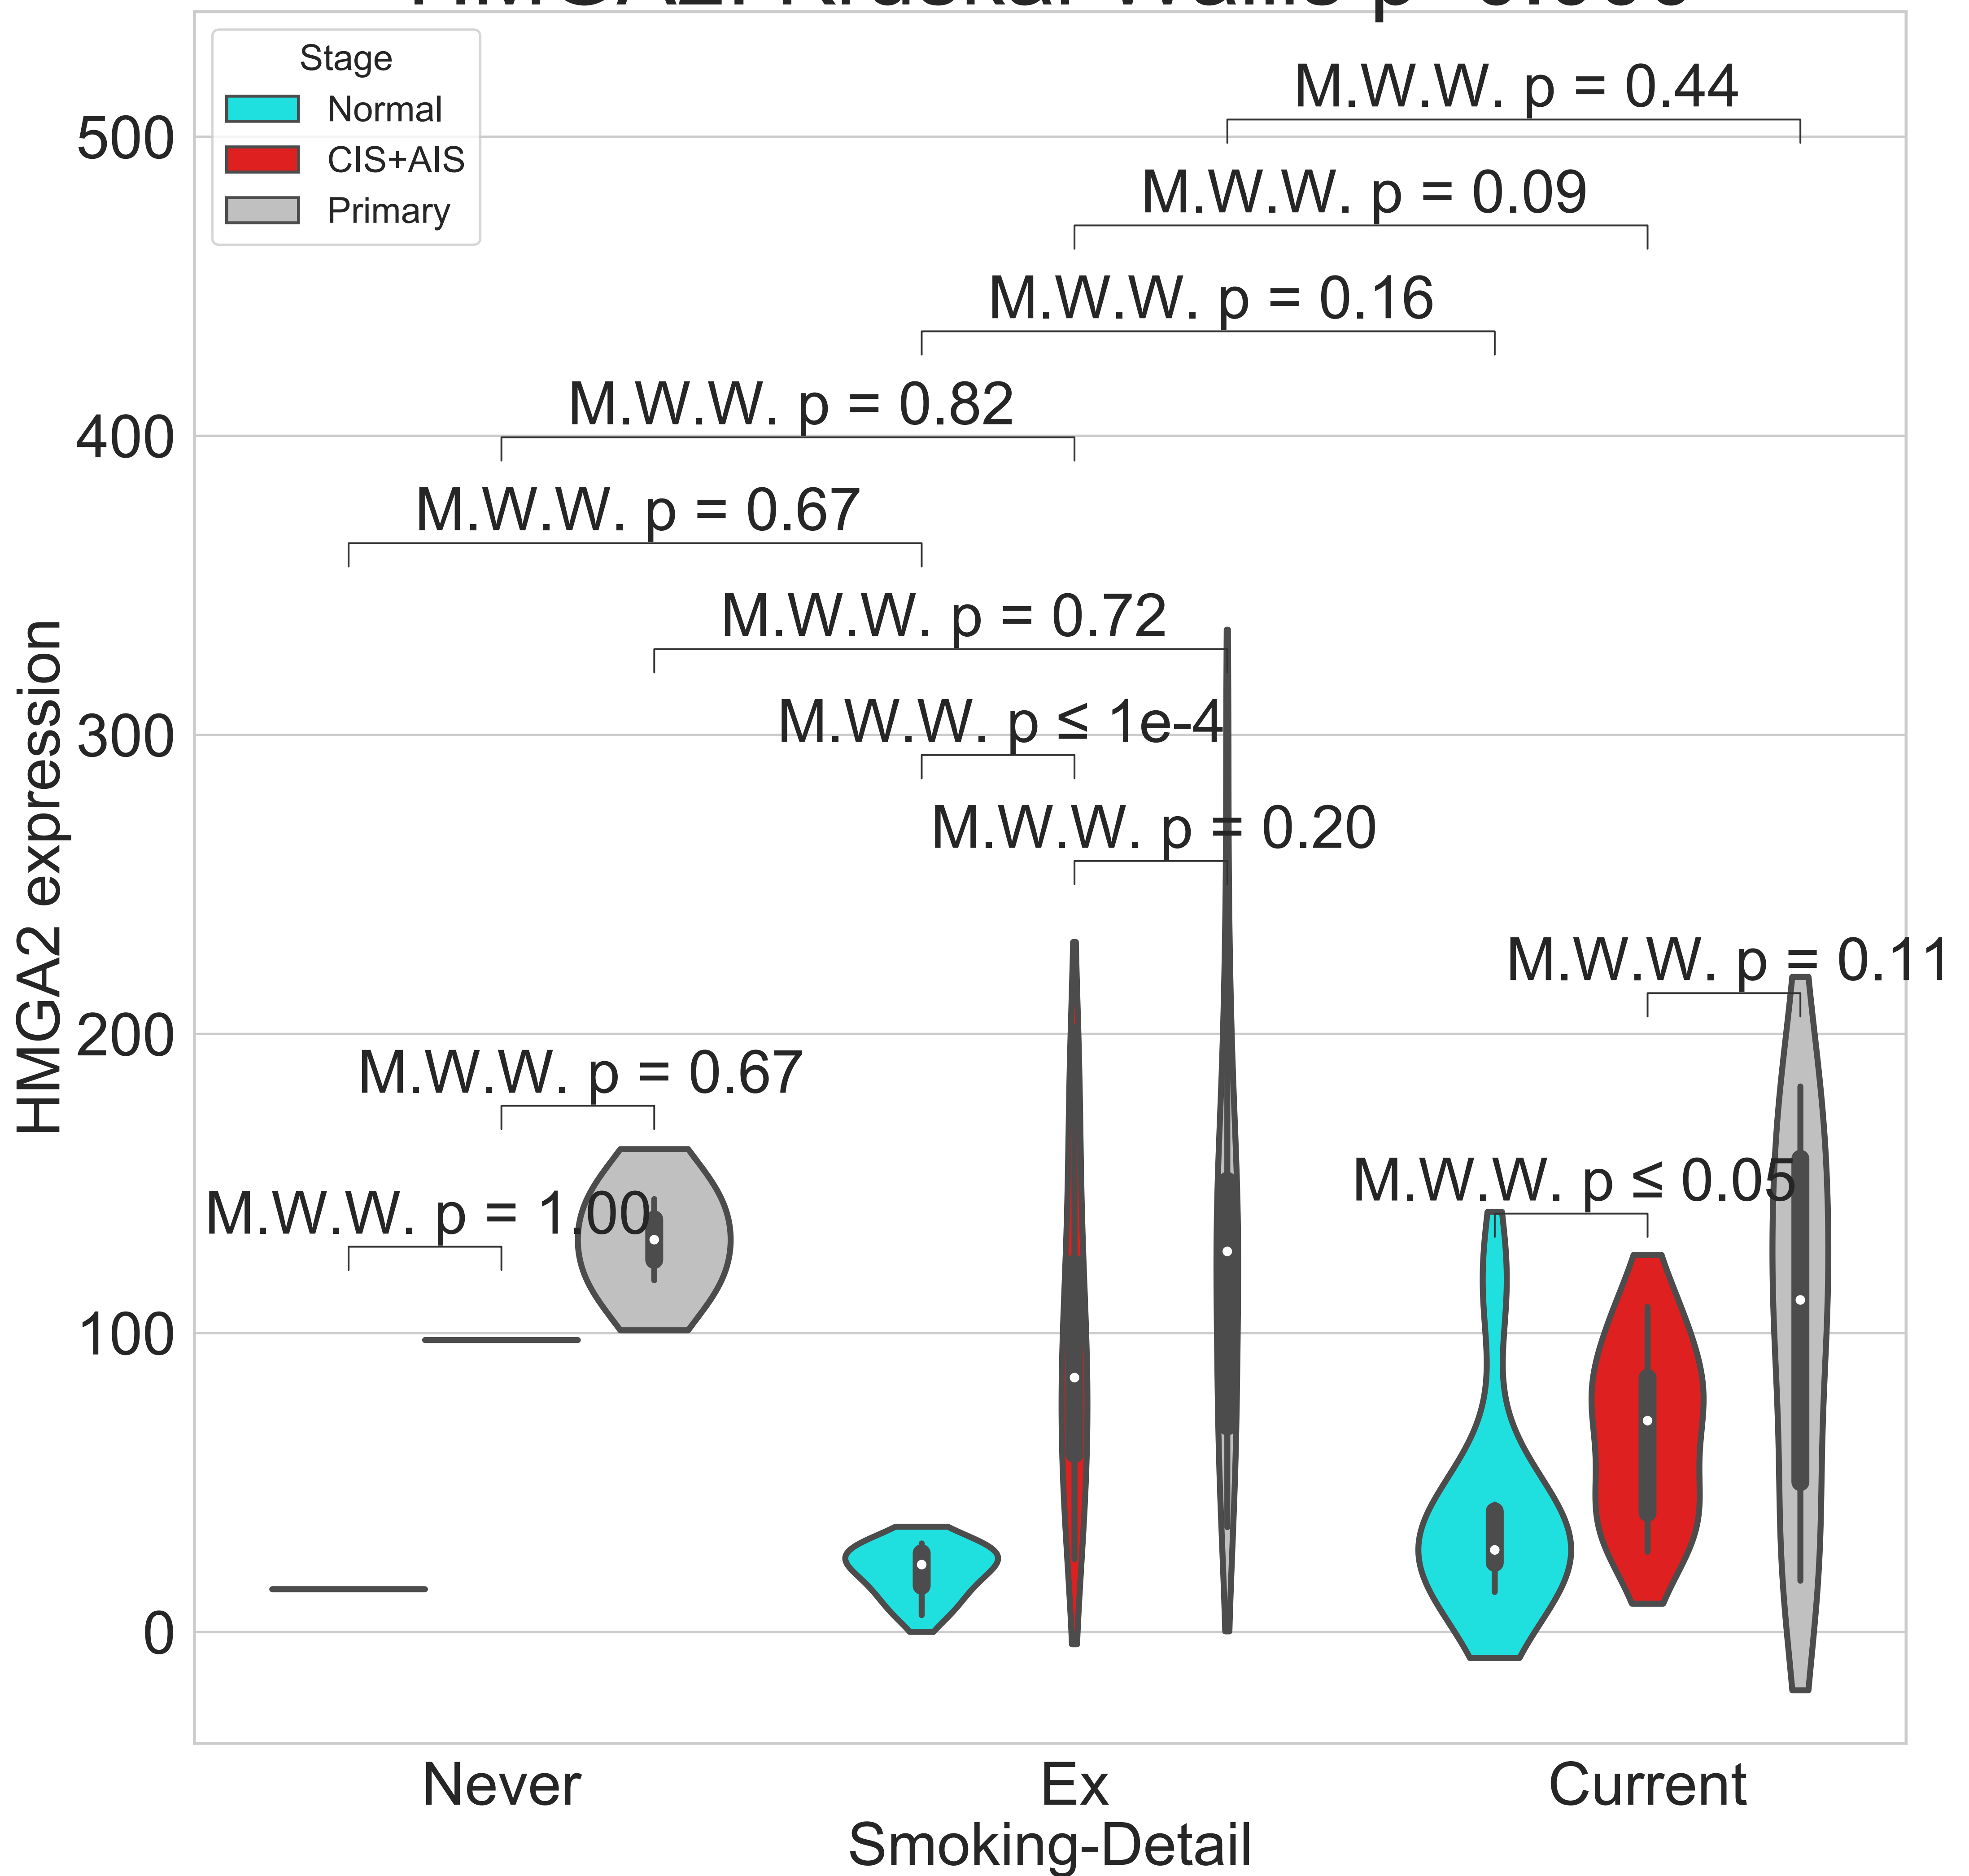 Stage
Normal
CIS+AIS
Primary
M.W.W. p = 0.44
M.W.W. p = 0.09
M.W.W. p = 0.16
M.W.W. p = 0.82
M.W.W. p = 0.67
M.W.W. p = 0.72
M.W.W. p ≤ 1e-4
M.W.W. p = 0.20
M.W.W. p = 0.11
M.W.W. p = 0.67
M.W.W. p ≤ 0.05
M.W.W. p = 1.00
500
400
300
200
100
0
HMGA2 expression
Never
Ex
Current
Smoking-Detail